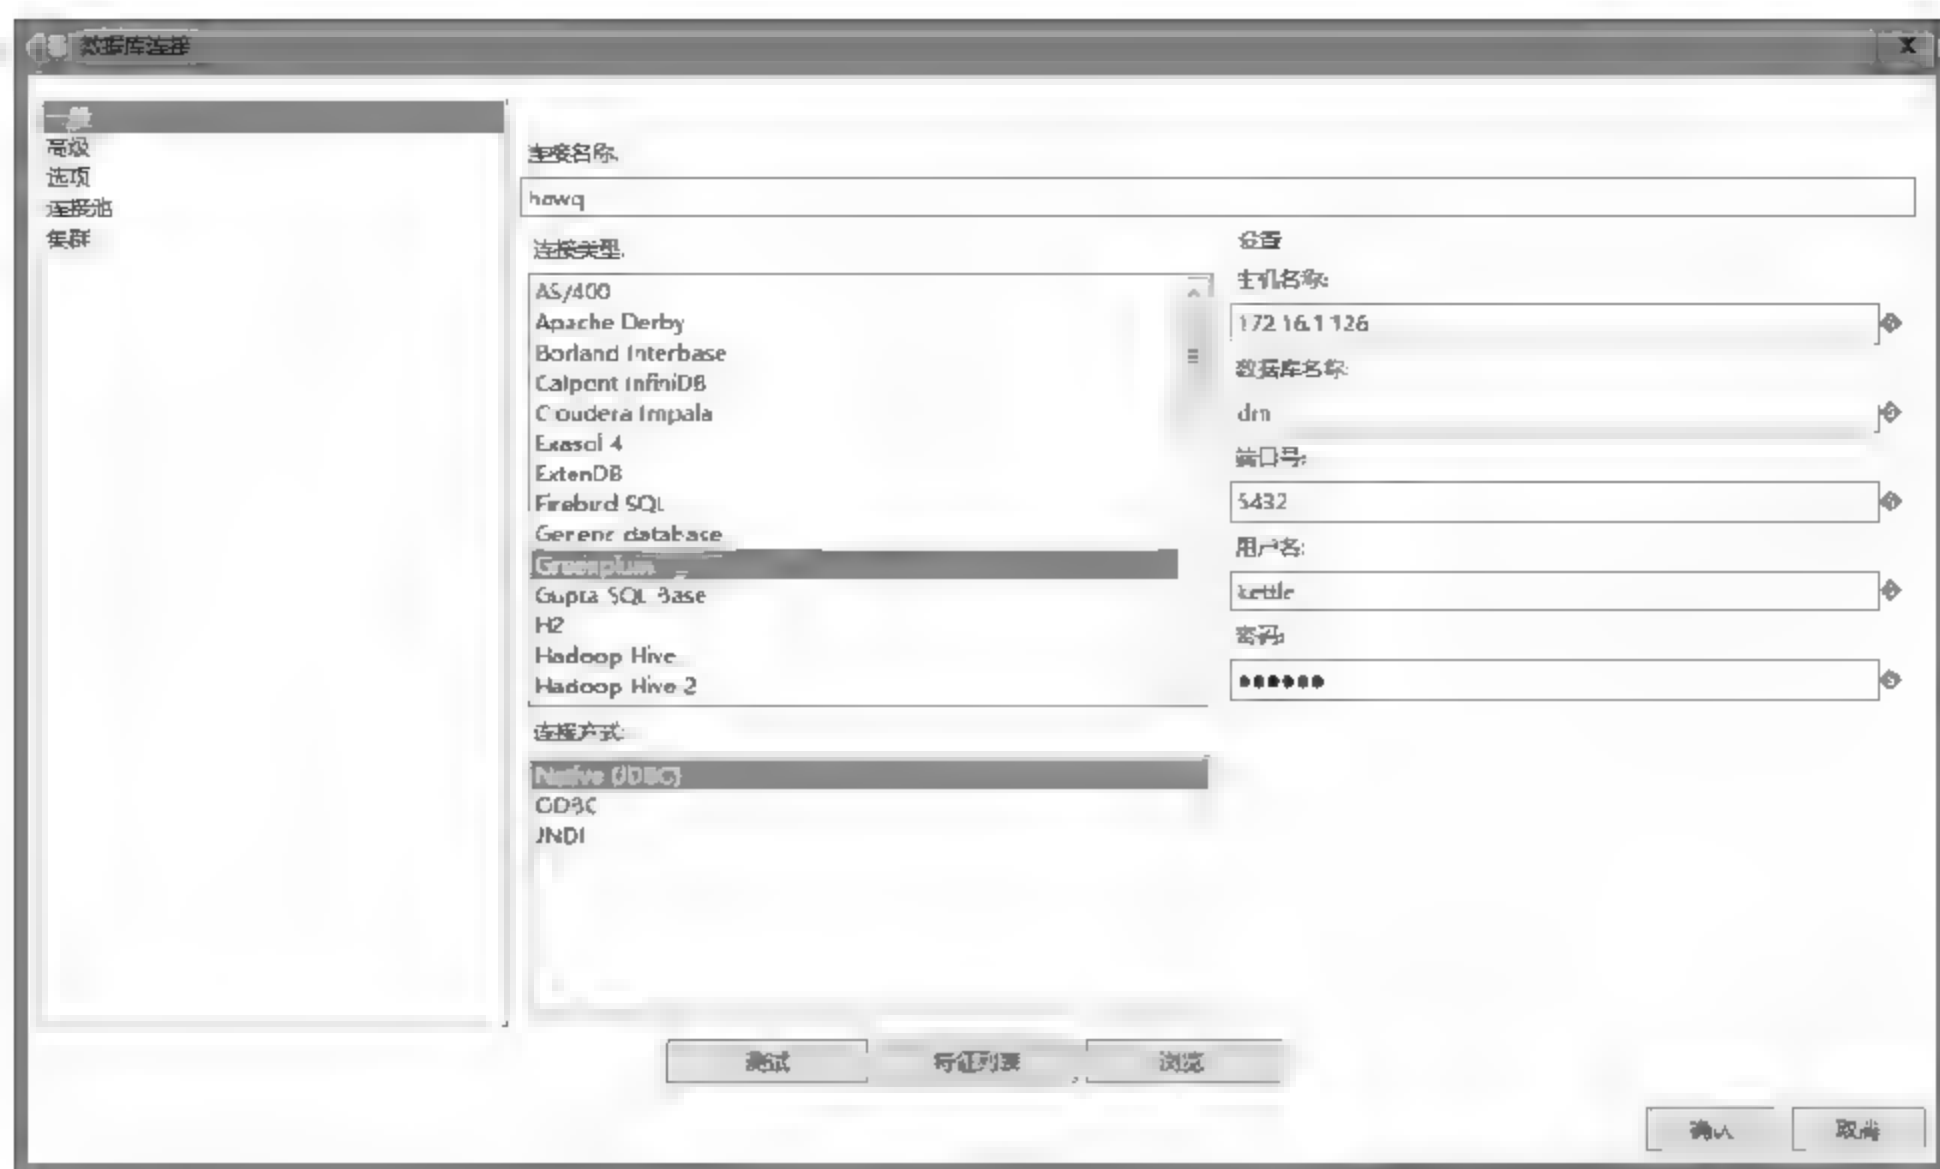 数据库连接
X
一般
高级
选项
连接池
集群
连接名称:
hawq
连接类型:
AS/400
Apache Derby
Borland Interbase
Calpont InfiniDB
Cloudera Impala
Exasol 4
ExtenDB
Firebird SQL
Generic database
Greenplum
Gupta SQL Base
H2
Hadoop Hive
Hadoop Hive 2
连接方式:
Native (JDBC)
ODBC
JNDI
设置
主机名称:
172.16.1.126
数据库名称:
dm
端口号:
5432
用户名:
kettle
密码:
●●●●●●
测试
特征列表
浏览
确认
取消